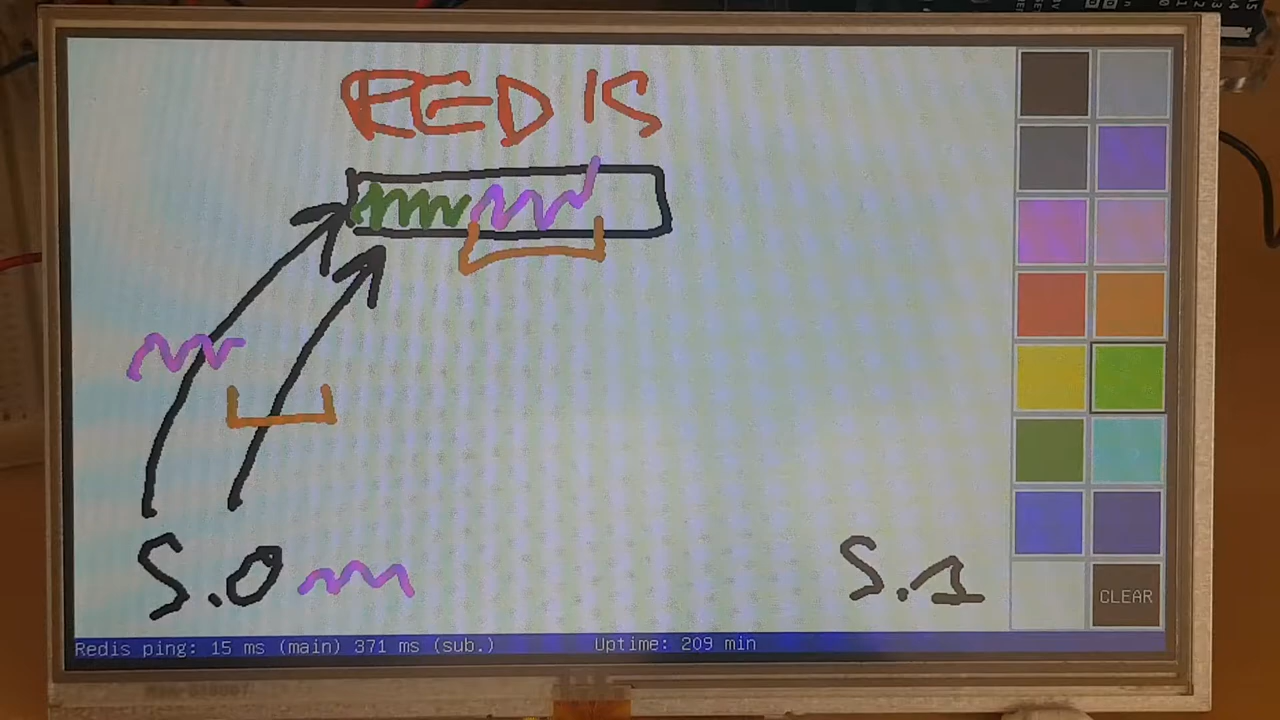 REDIS
S.0
S.1
CLEAR
Redis ping: 15 ms (main) 371 ms (sub.)
Uptime: 209 min